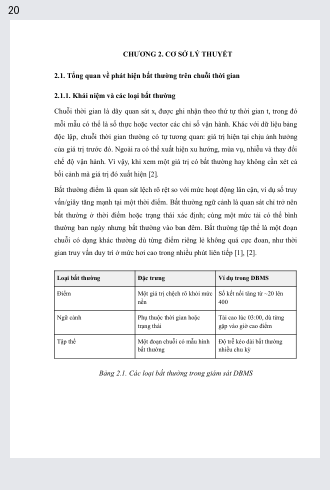 20
CHƯƠNG 2. CƠ SỞ LÝ THUYẾT
2.1. Tổng quan về phát hiện bất thường trên chuỗi thời gian
2.1.1. Khái niệm và các loại bất thường
Chuỗi thời gian là dãy quan sát xₜ được ghi nhận theo thứ tự thời gian t, trong đó
mỗi mẫu có thể là số thực hoặc vector các chỉ số vận hành. Khác với dữ liệu bảng
độc lập, chuỗi thời gian thường có tự tương quan: giá trị hiện tại chịu ảnh hưởng
của giá trị trước đó. Ngoài ra có thể xuất hiện xu hướng, mùa vụ, nhiễu và thay đổi
chế độ vận hành. Vì vậy, khi xem một giá trị có bất thường hay không cần xét cả
bối cảnh mà giá trị đó xuất hiện [2].
Bất thường điểm là quan sát lệch rõ rệt so với mức hoạt động lân cận, ví dụ số truy
vấn/giây tăng mạnh tại một thời điểm. Bất thường ngữ cảnh là quan sát chỉ trở nên
bất thường ở thời điểm hoặc trạng thái xác định; cùng một mức tải có thể bình
thường ban ngày nhưng bất thường vào ban đêm. Bất thường tập thể là một đoạn
chuỗi có dạng khác thường dù từng điểm riêng lẻ không quá cực đoan, như thời
gian truy vấn duy trì ở mức hơi cao trong nhiều phút liên tiếp [1], [2].
Loại bất thường Đặc trưng Ví dụ trong DBMS
Điểm Một giá trị chệch rõ khỏi mức nền Số kết nối tăng từ ~20 lên 400
Ngữ cảnh Phụ thuộc thời gian hoặc trạng thái Tải cao lúc 03:00, dù từng gặp vào giờ cao điểm
Tập thể Một đoạn chuỗi có mẫu hình bất thường Độ trễ kéo dài bất thường nhiều chu kỳ
Bảng 2.1. Các loại bất thường trong giám sát DBMS